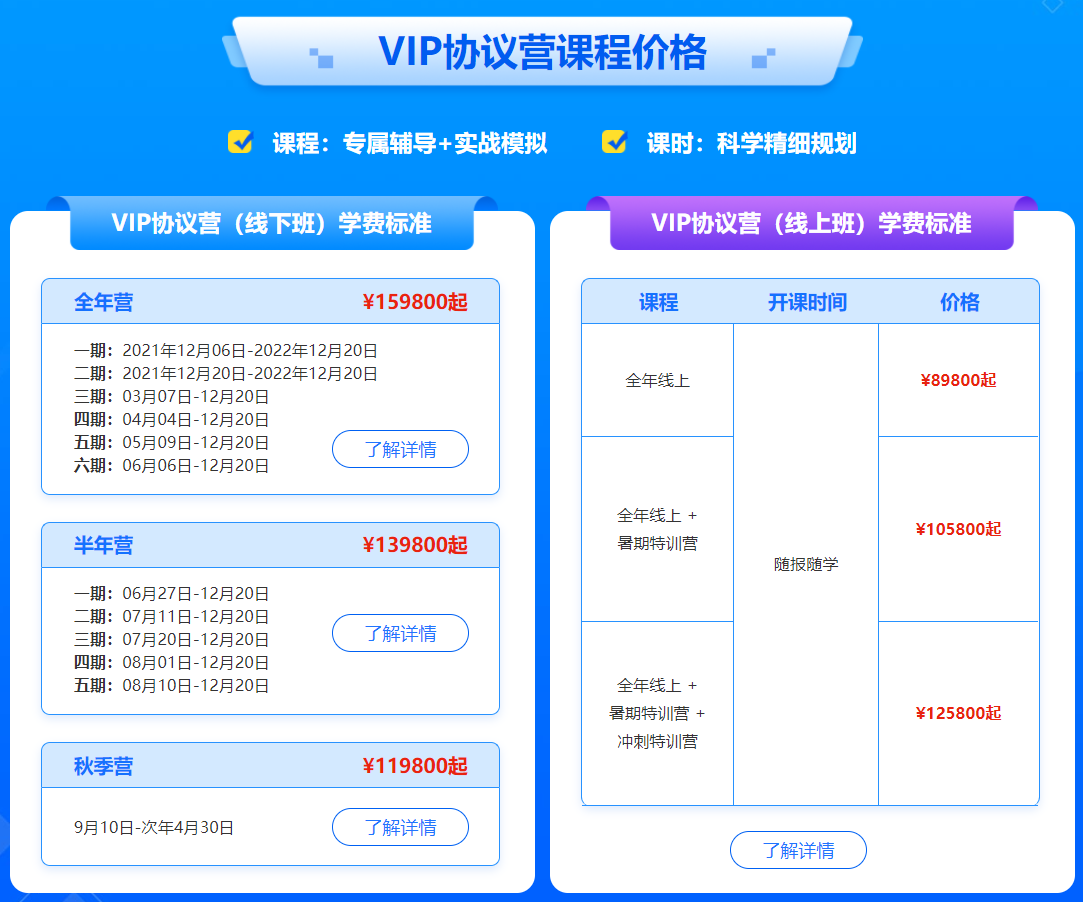 VIP协议营课程价格
课程：专属辅导+实战模拟
课时：科学精细规划
VIP协议营（线下班）学费标准
全年营 ¥159800起
一期：2021年12月06日-2022年12月20日
二期：2021年12月20日-2022年12月20日
三期：03月07日-12月20日
四期：04月04日-12月20日
五期：05月09日-12月20日
六期：06月06日-12月20日
了解详情
半年营 ¥139800起
一期：06月27日-12月20日
二期：07月11日-12月20日
三期：07月20日-12月20日
四期：08月01日-12月20日
五期：08月10日-12月20日
了解详情
秋季营 ¥119800起
9月10日-次年4月30日
了解详情
VIP协议营（线上班）学费标准
课程 开课时间 价格
全年线上
¥89800起
全年线上 +
暑期特训营
¥105800起
随报随学
全年线上 +
暑期特训营 +
冲刺特训营
¥125800起
了解详情